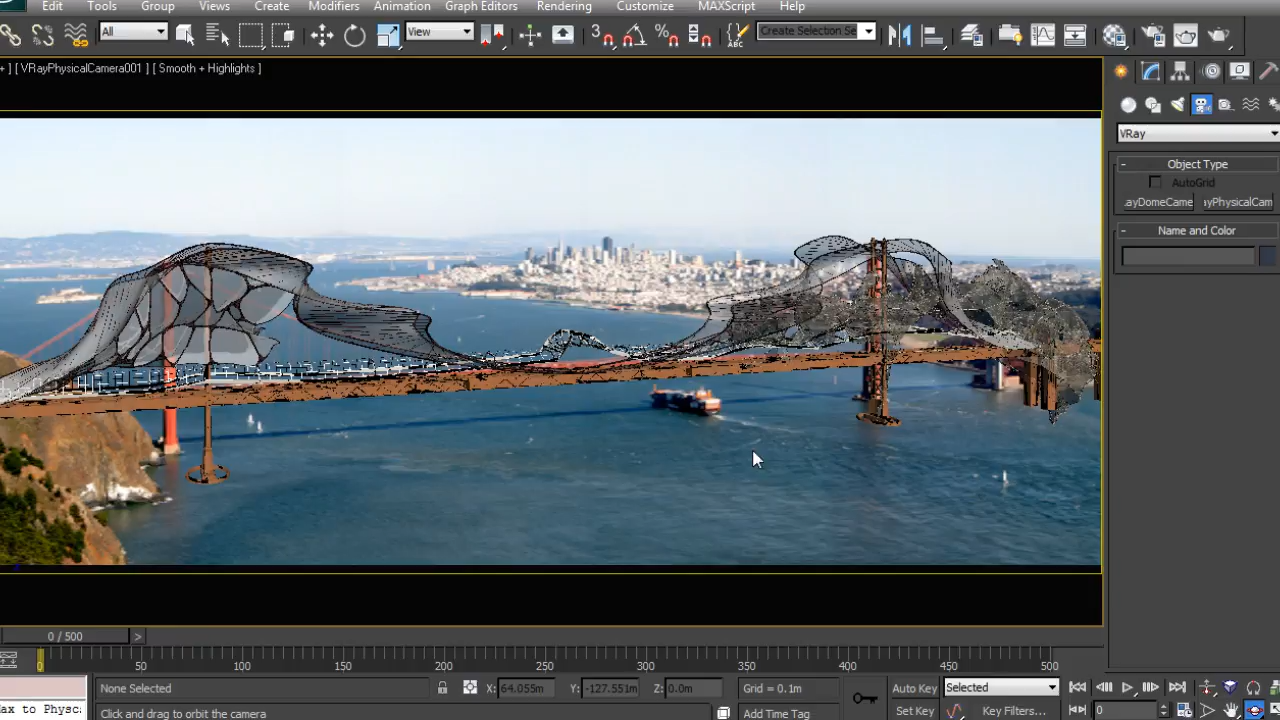 Edit Tools Group Views Create Modifiers Animation Graph Editors Rendering Customize MAXScript Help
All View 3 Create Selection Se
+ ] [ VRayPhysicalCamera001 ] [ Smooth + Highlights ]
VRay
Object Type
AutoGrid
ayDomeCame yPhysicalCam
Name and Color
0 / 500
0 50 100 150 200 250 300 350 400 450 500
None Selected X: 64.055m Y: -127.551m Z: 0.0m Grid = 0.1m Auto Key Selected
ax to Physc: Click and drag to orbit the camera Add Time Tag Set Key Key Filters... 0